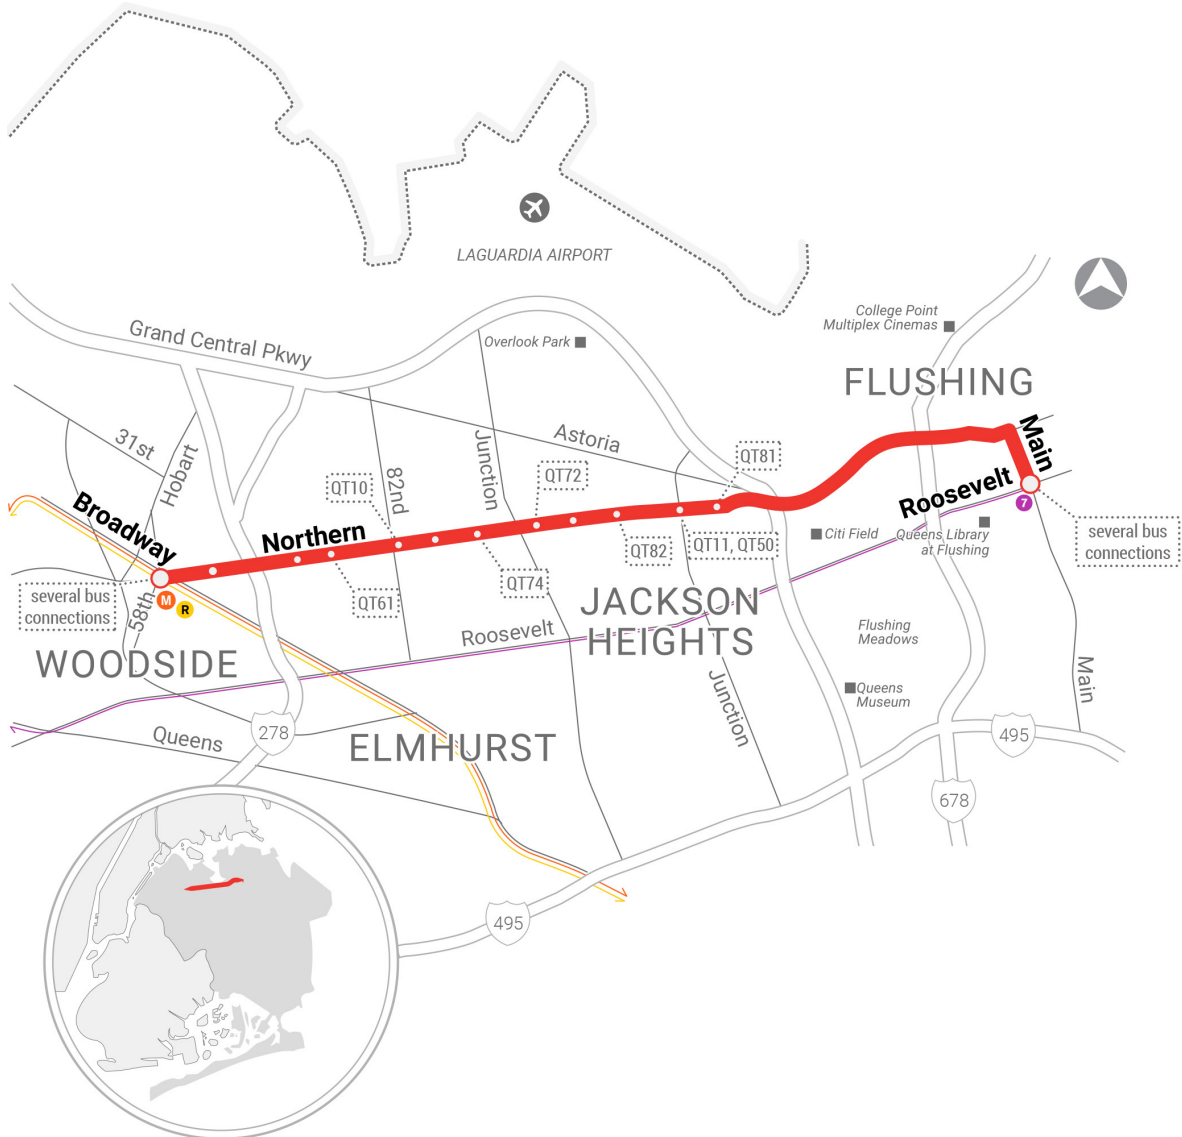 LAGUARDIA AIRPORT
College Point
Multiplex Cinemas
Grand Central Pkwy
Overlook Park
FLUSHING
31st
Hobart
82nd
Junction
Astoria
Main
QT81
QT10
QT72
Broadway
Northern
Roosevelt
7
QT82
QT11, QT50
Citi Field
Queens Library
at Flushing
several bus
connections
several bus
connections
58th
M
R
QT61
QT74
JACKSON
HEIGHTS
Roosevelt
Flushing
Meadows
WOODSIDE
Junction
Queens
Museum
Main
Queens
278
ELMHURST
495
678
495